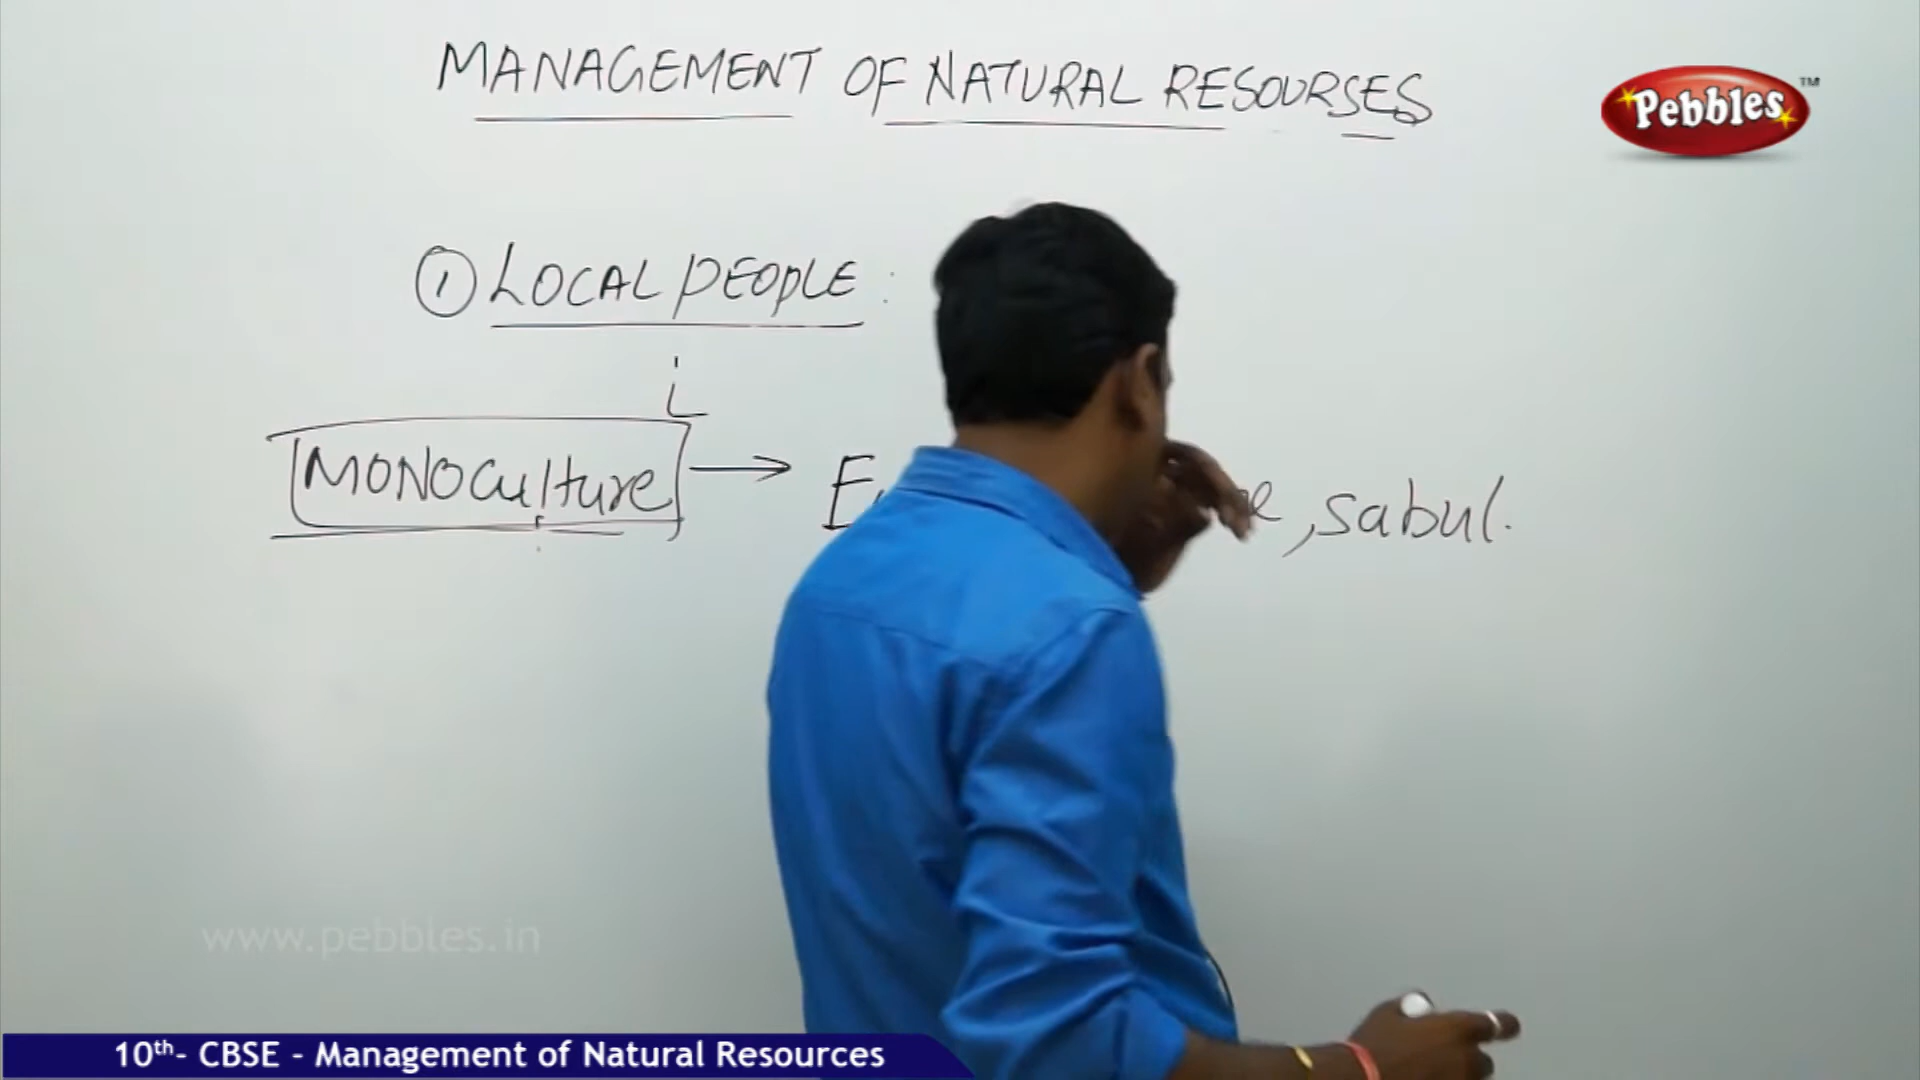 MANAGEMENT OF NATURAL RESOURSES
Pebbles TM
① LOCAL PEOPLE :
MONOCulture → , sabul.
www.pebbles.in
10th- CBSE - Management of Natural Resources